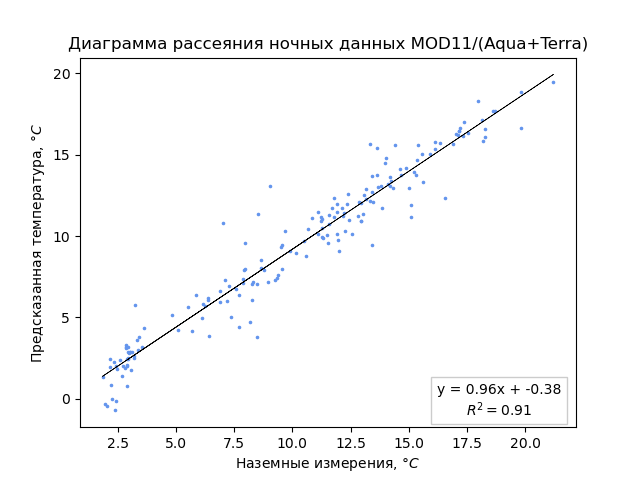 Диаграмма рассеяния ночных данных MOD11/(Aqua+Terra)
Предсказанная температура, °C
20
15
10
5
0
y = 0.96x + -0.38
R² = 0.91
2.5 5.0 7.5 10.0 12.5 15.0 17.5 20.0
Наземные измерения, °C